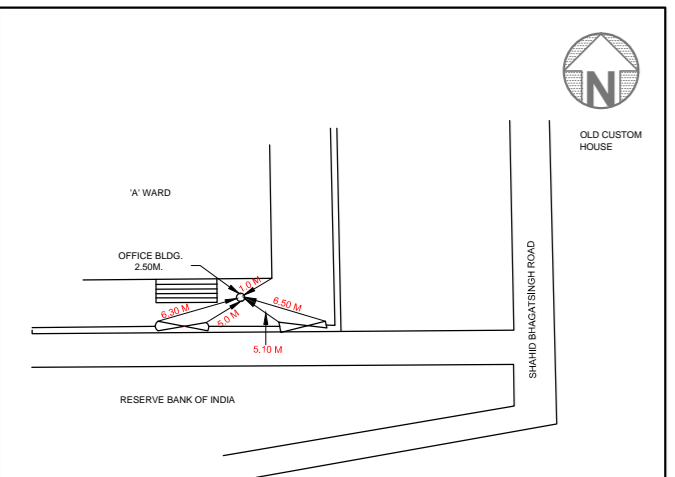 N
OLD CUSTOM
HOUSE
'A' WARD
OFFICE BLDG.
2.50M.
1.0 M
6.30 M
5.0 M
6.50 M
5.10 M
SHAHID BHAGATSINGH ROAD
RESERVE BANK OF INDIA